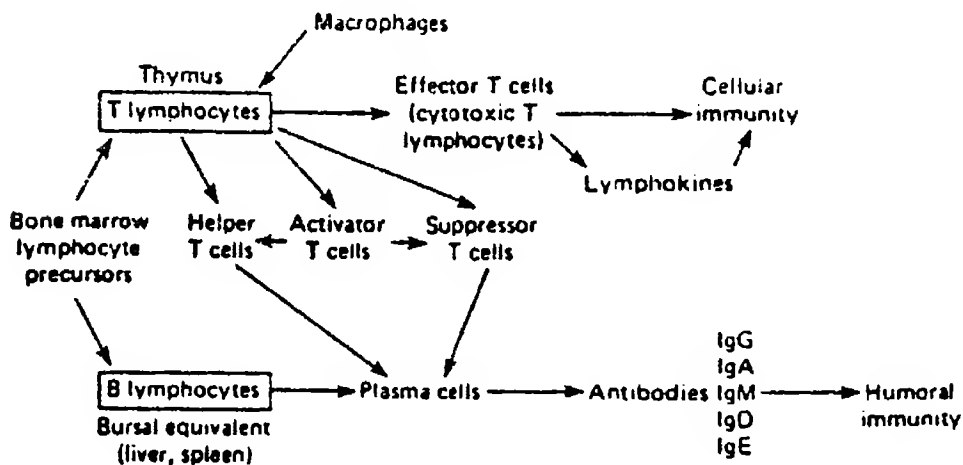 Macrophages
Thymus
T lymphocytes
Effector T cells
(cytotoxic T
lymphocytes)
Cellular
immunity
Lymphokines
Bone marrow
lymphocyte
precursors
Helper
T cells
Activator
T cells
Suppressor
T cells
B lymphocytes
Bursal equivalent
(liver, spleen)
Plasma cells
Antibodies
IgG
IgA
IgM
IgD
IgE
Humoral
immunity